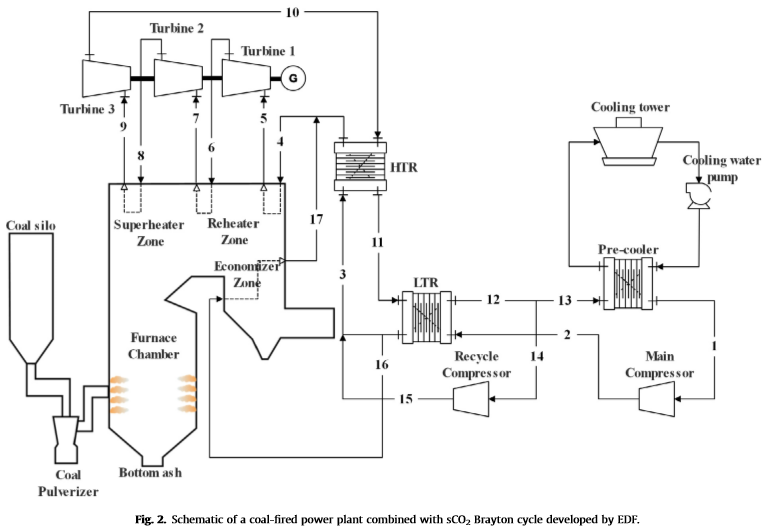 10
Turbine 2
Turbine 1
G
Turbine 3
Cooling tower
9
8
7
6
5
4
HTR
Cooling water
pump
Coal silo
Superheater
Zone
Reheater
Zone
17
11
Pre-cooler
Economizer
Zone
3
LTR
12
13
2
1
Furnace
Chamber
16
Recycle
Compressor
14
Main
Compressor
15
Coal
Pulverizer
Bottom ash
Fig. 2. Schematic of a coal-fired power plant combined with sCO₂ Brayton cycle developed by EDF.